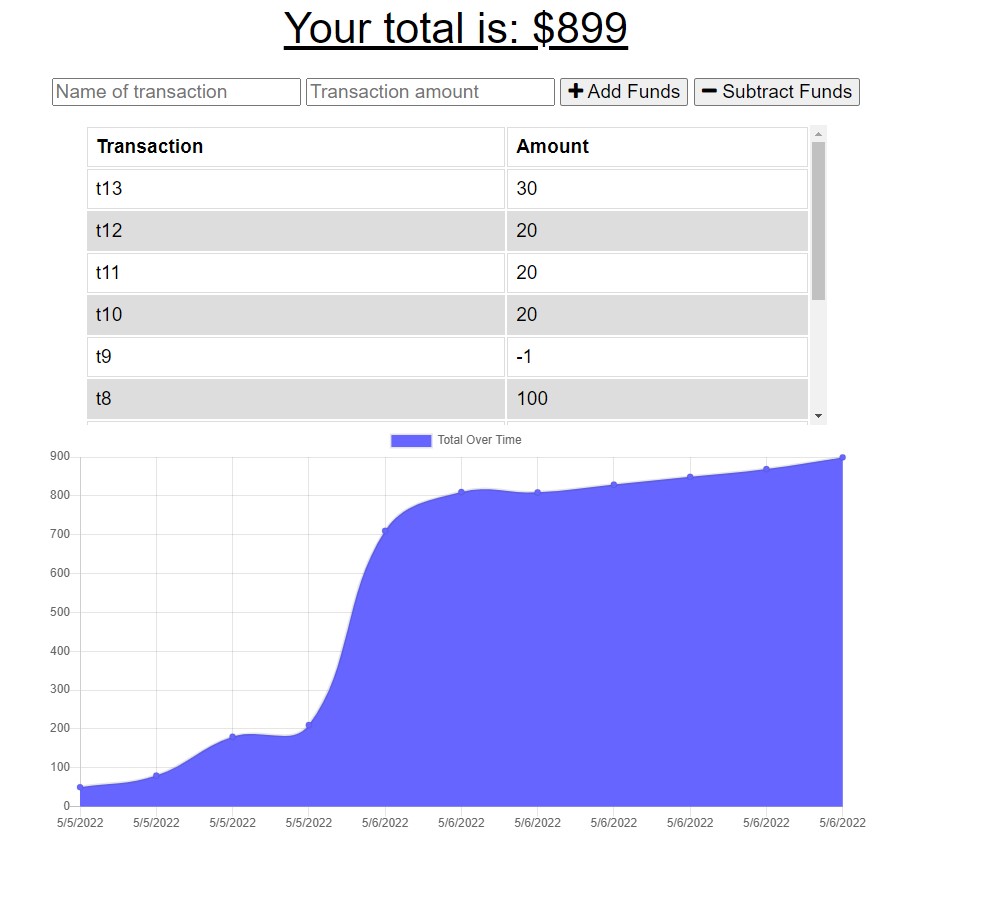 Your total is: $899
Name of transaction Transaction amount Add Funds Subtract Funds
Transaction Amount
t13 30
t12 20
t11 20
t10 20
t9 -1
t8 100
Total Over Time
900
800
700
600
500
400
300
200
100
0
5/5/2022 5/5/2022 5/5/2022 5/5/2022 5/6/2022 5/6/2022 5/6/2022 5/6/2022 5/6/2022 5/6/2022 5/6/2022